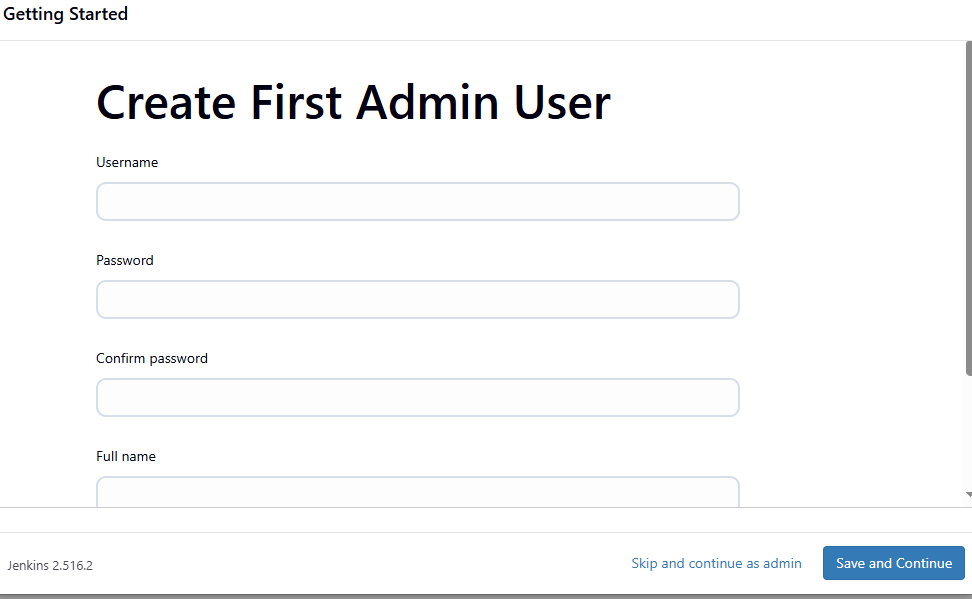 Getting Started
Create First Admin User
Username
Password
Confirm password
Full name
Jenkins 2.516.2
Skip and continue as admin
Save and Continue